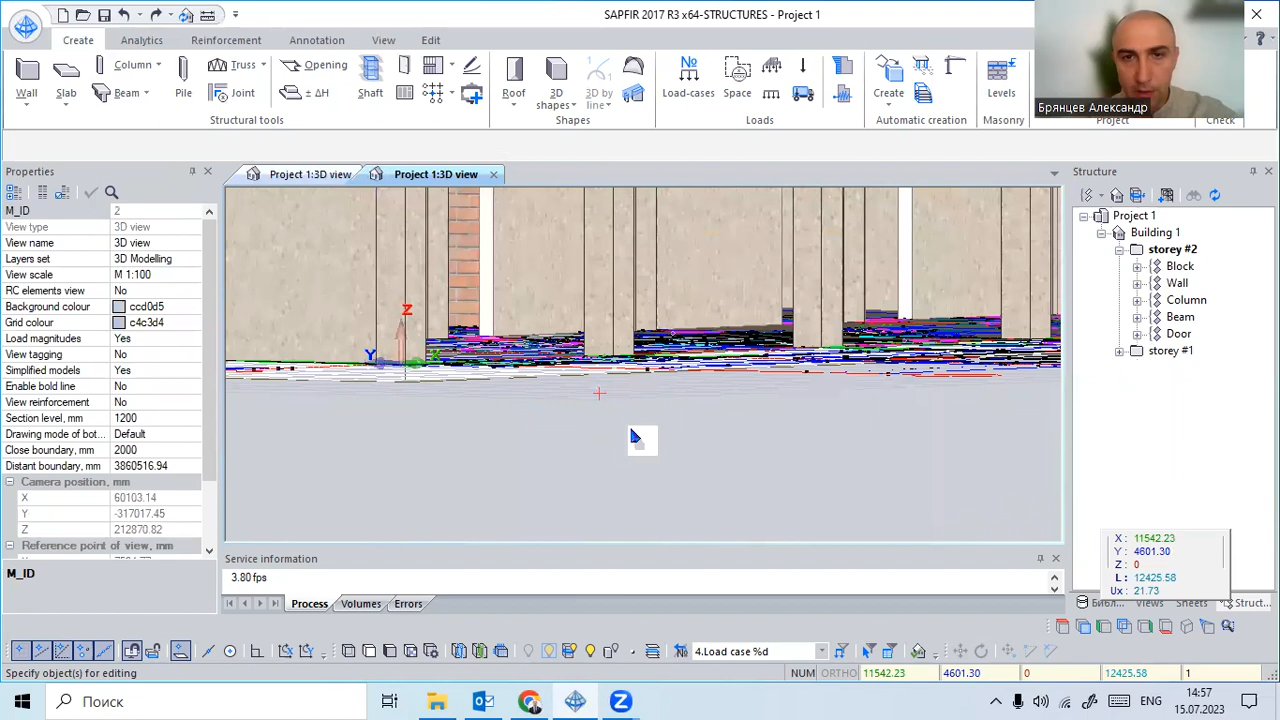 SAPFIR 2017 R3 x64-STRUCTURES - Project 1
Create Analytics Reinforcement Annotation View Edit
Wall Slab Column Beam Pile Truss Joint Opening ± ΔH Shaft
Structural tools
Roof 3D shapes 3D by line
Shapes
Load-cases Space
Loads
Create
Automatic creation
Levels
Masonry
Project
Check
Брянцев Александр
Properties
Project 1:3D view
Project 1:3D view
Structure
M_ID 2
View type 3D view
View name 3D view
Layers set 3D Modelling
View scale M 1:100
RC elements view No
Background colour ccd0d5
Grid colour c4c3d4
Load magnitudes Yes
View tagging No
Simplified models Yes
Enable bold line No
View reinforcement No
Section level, mm 1200
Drawing mode of bot... Default
Close boundary, mm 2000
Distant boundary, mm 3860516.94
Camera position, mm
X 60103.14
Y -317017.45
Z 212870.82
Reference point of view, mm
M_ID
Z
Y
X
Project 1
Building 1
storey #2
Block
Wall
Column
Beam
Door
storey #1
X : 11542.23
Y : 4601.30
Z : 0
L : 12425.58
Ux : 21.73
Service information
3.80 fps
Process Volumes Errors
Библ... Views Sheets Struct...
4.Load case %d
Specify object(s) for editing
NUM ORTHO 11542.23 4601.30 0 12425.58 1
Поиск
ENG
14:57
15.07.2023